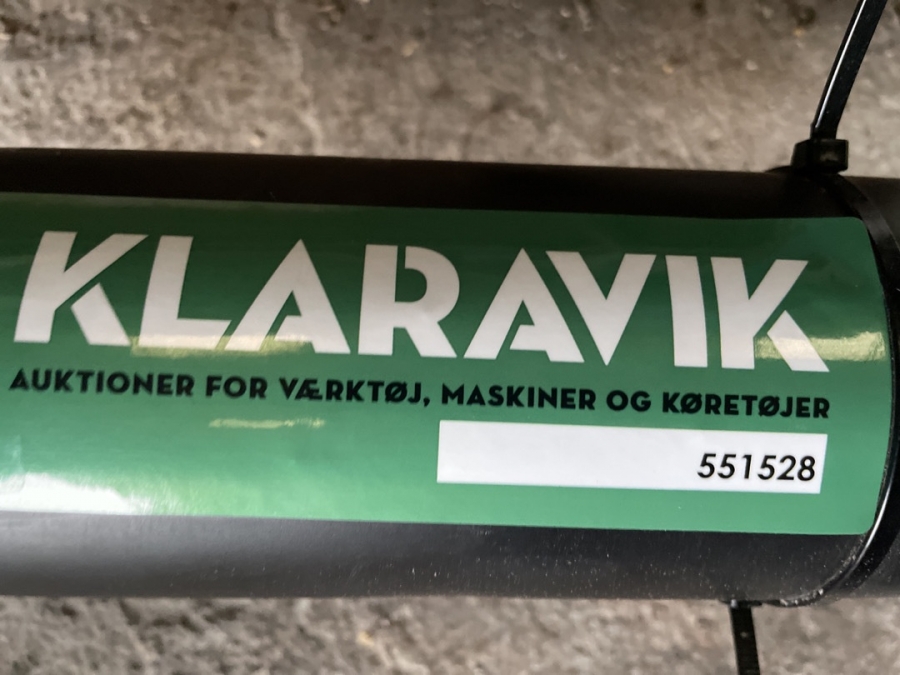 KLARAVIK
AUKTIONER FOR VÆRKTØJ, MASKINER OG KØRETØJER
551528